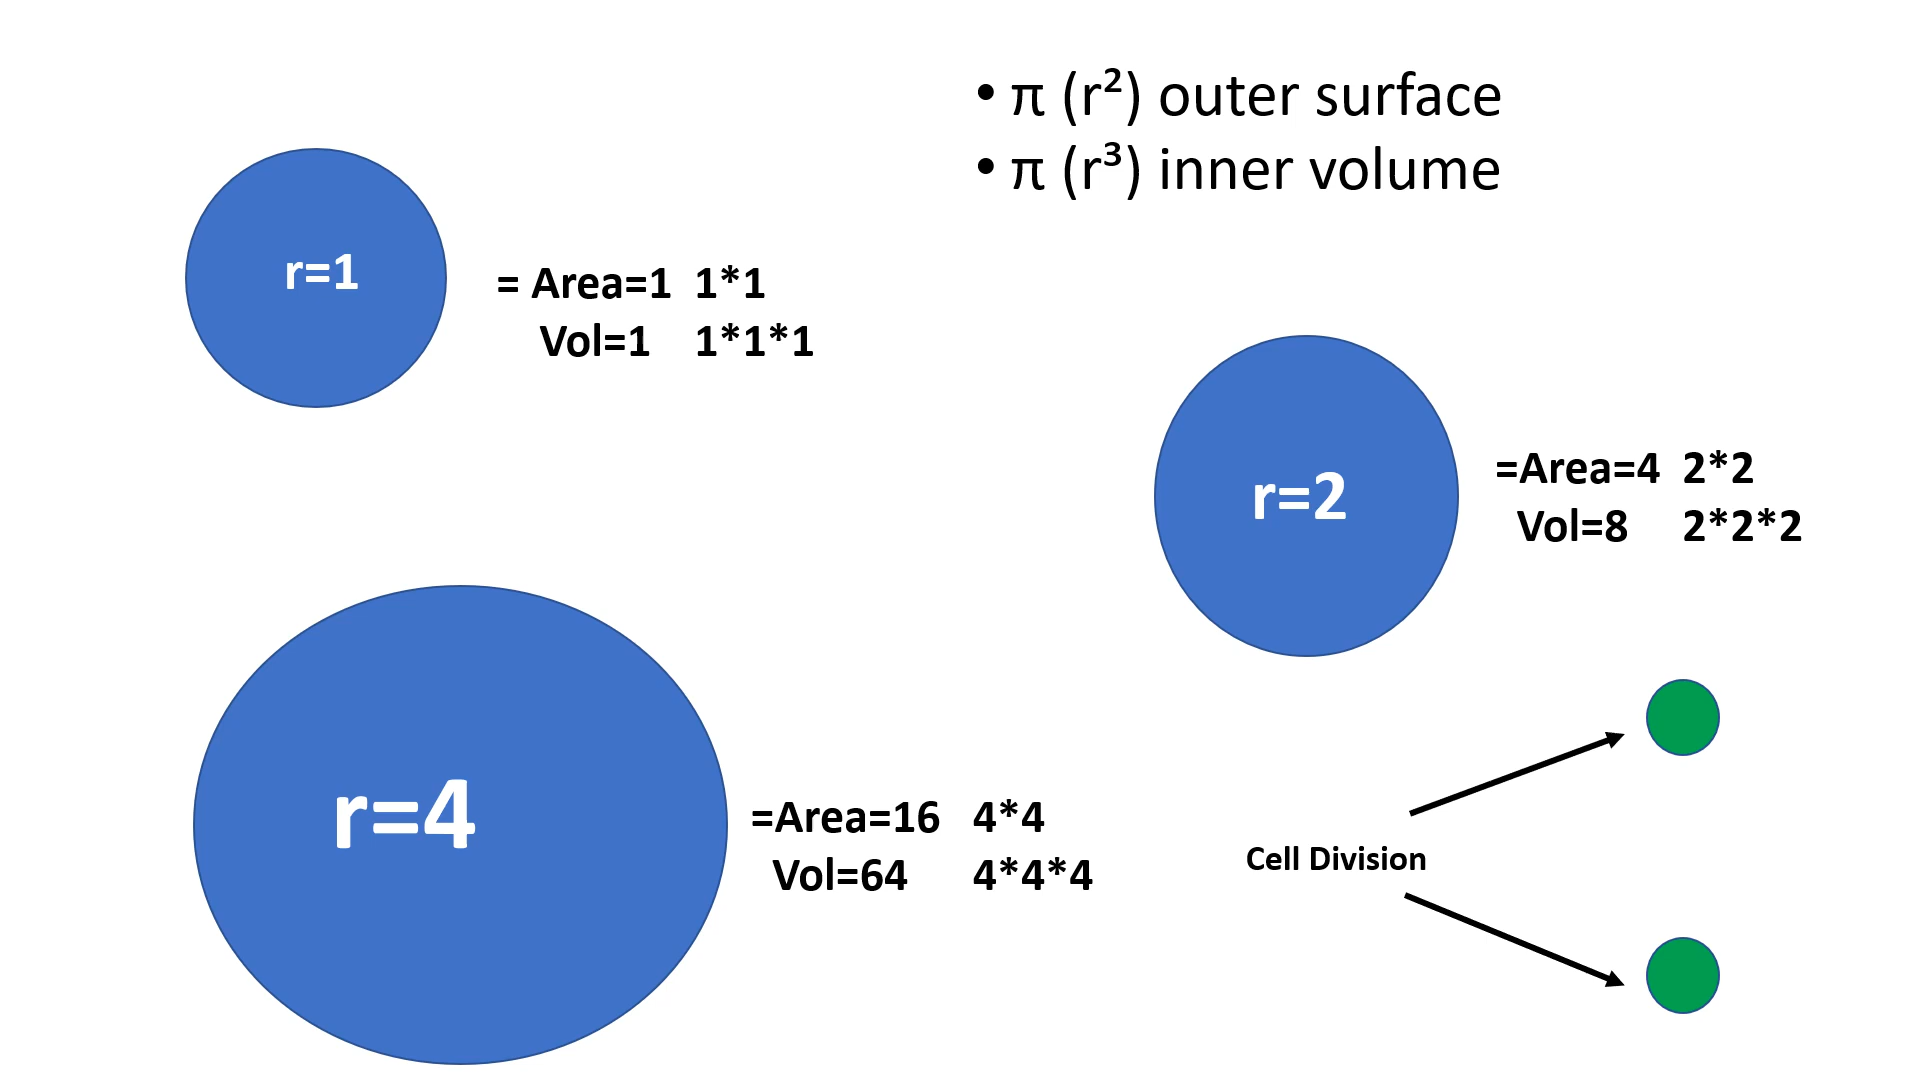 • π (r²) outer surface
• π (r³) inner volume
r=1
= Area=1 1*1
Vol=1 1*1*1
r=2
=Area=4 2*2
Vol=8 2*2*2
r=4
=Area=16 4*4
Vol=64 4*4*4
Cell Division